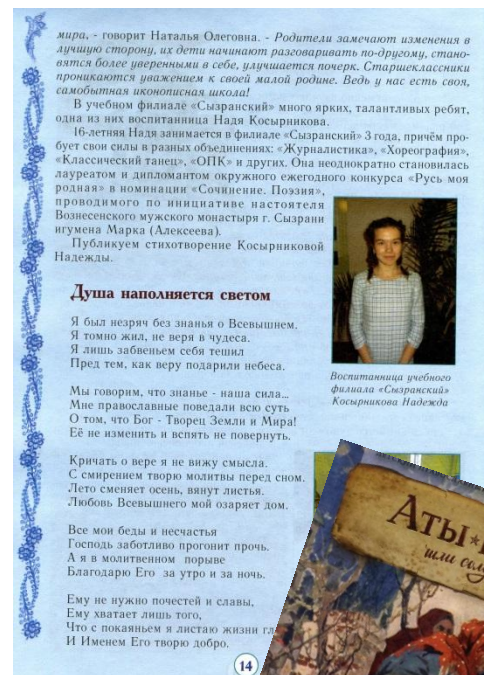 мира, - говорит Наталья Олеговна. - Родители замечают изменения в
лучшую сторону, их дети начинают разговаривать по-другому, стано-
вятся более уверенными в себе, улучшается почерк. Старшеклассники
проникаются уважением к своей малой родине. Ведь у нас есть своя,
самобытная иконописная школа!
В учебном филиале «Сызранский» много ярких, талантливых ребят,
одна из них воспитанница Надя Косырникова.
16-летняя Надя занимается в филиале «Сызранский» 3 года, причём про-
бует свои силы в разных объединениях: «Журналистика», «Хореография»,
«Классический танец», «ОПК» и других. Она неоднократно становилась
лауреатом и дипломантом окружного ежегодного конкурса «Русь моя
родная» в номинации «Сочинение. Поэзия»,
проводимого по инициативе настоятеля
Вознесенского мужского монастыря г. Сызрани
игумена Марка (Алексеева).
Публикуем стихотворение Косырниковой
Надежды.
Душа наполняется светом
Я был незряч без знанья о Всевышнем,
Я томно жил, не веря в чудеса.
Я лишь забвеньем себя тешил
Пред тем, как веру подарили небеса.
Мы говорим, что знанье - наша сила...
Мне православные поведали всю суть
О том, что Бог - Творец Земли и Мира!
Её не изменить и вспять не повернуть.
Кричать о вере я не вижу смысла.
С смирением творю молитвы перед сном.
Лето сменяет осень, вянут листья.
Любовь Всевышнего мой озаряет дом.
Все мои беды и несчастья
Господь заботливо прогонит прочь.
А я в молитвенном порыве
Благодарю Его за утро и за ночь.
Ему не нужно почестей и славы,
Ему хватает лишь того,
Что с покаяньем я листаю жизни
И Именем Его творю добро.
Воспитанница учебного
филиала «Сызранский»
Косырникова Надежда
14
Аты
шли